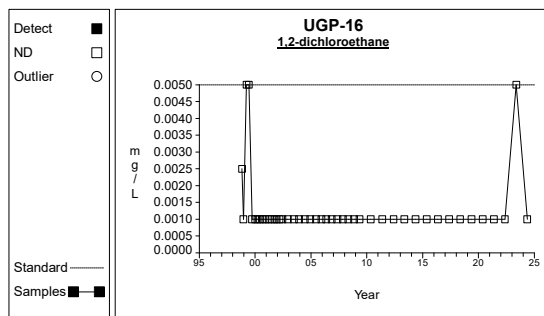 Detect
ND
Outlier
Standard
Samples
UGP-16
1,2-dichloroethane
0.0050
0.0045
0.0040
0.0035
0.0030
0.0025
0.0020
0.0015
0.0010
0.0005
0.0000
m
g
/
L
95 00 05 10 15 20 25
Year